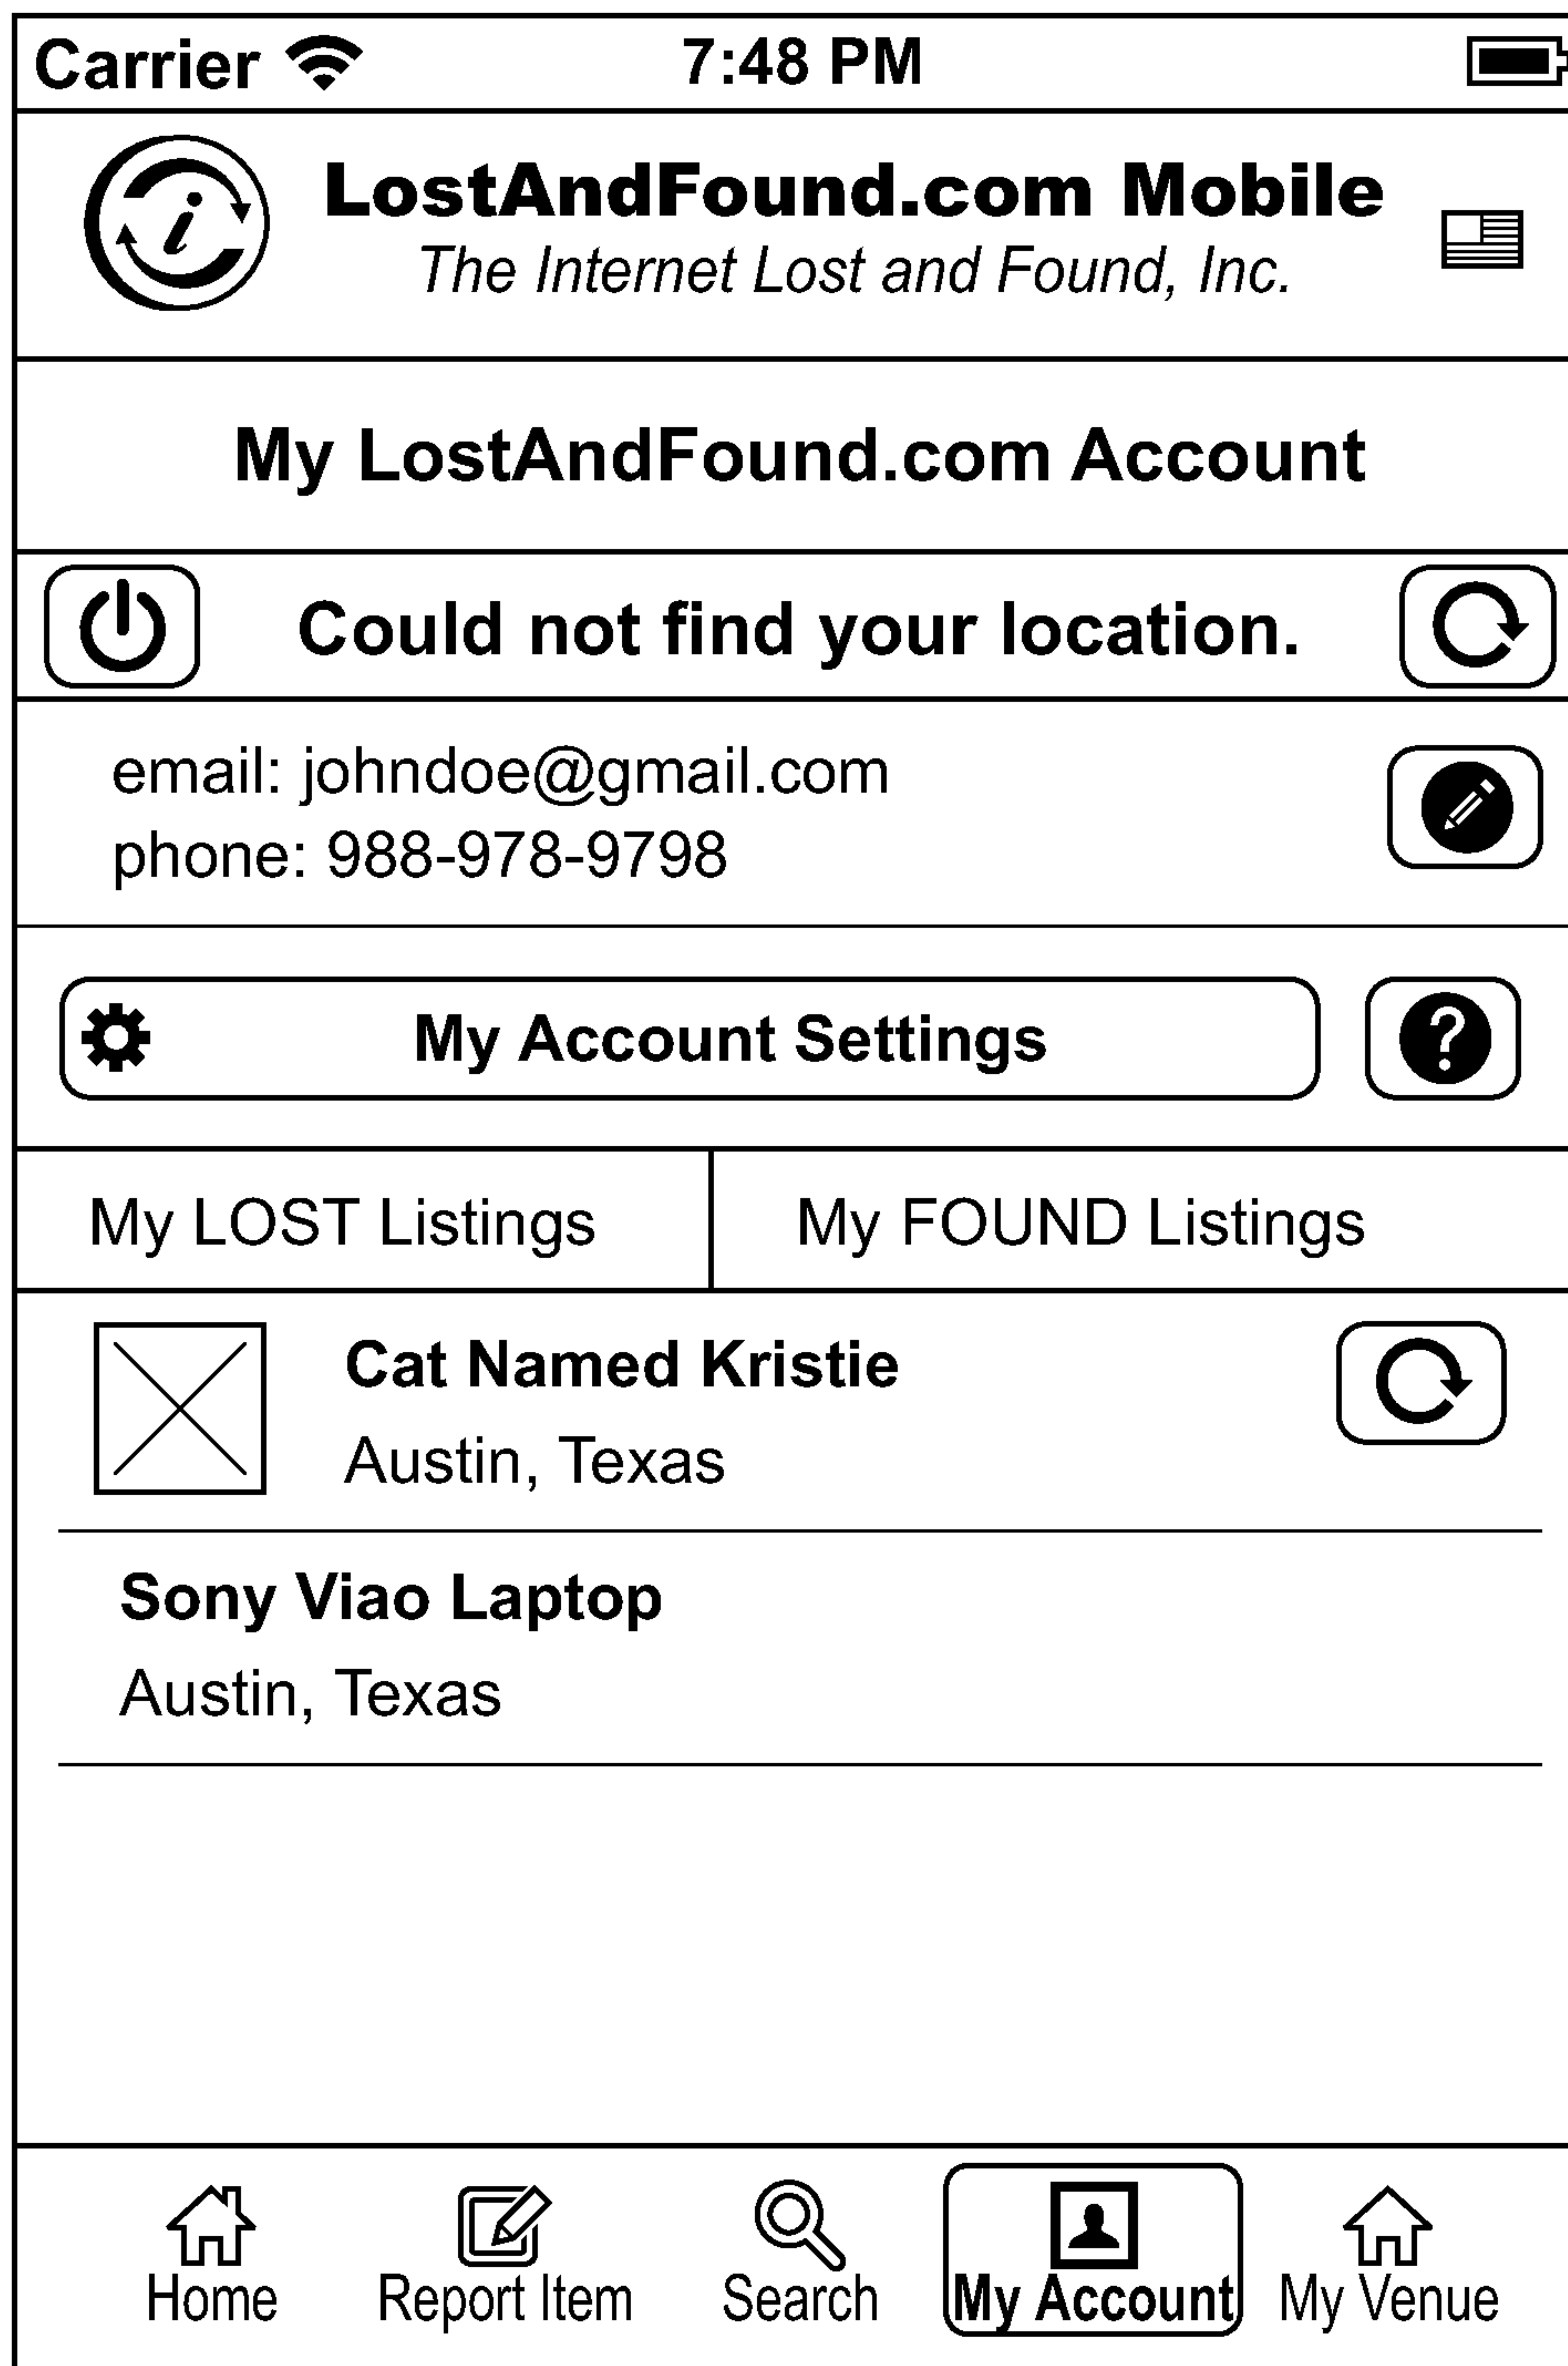 Carrier 7:48 PM
LostAndFound.com Mobile
The Internet Lost and Found, Inc.
My LostAndFound.com Account
Could not find your location.
email: johndoe@gmail.com
phone: 988-978-9798
My Account Settings
?
My LOST Listings My FOUND Listings
Cat Named Kristie
Austin, Texas
Sony Viao Laptop
Austin, Texas
Home Report Item Search My Account My Venue